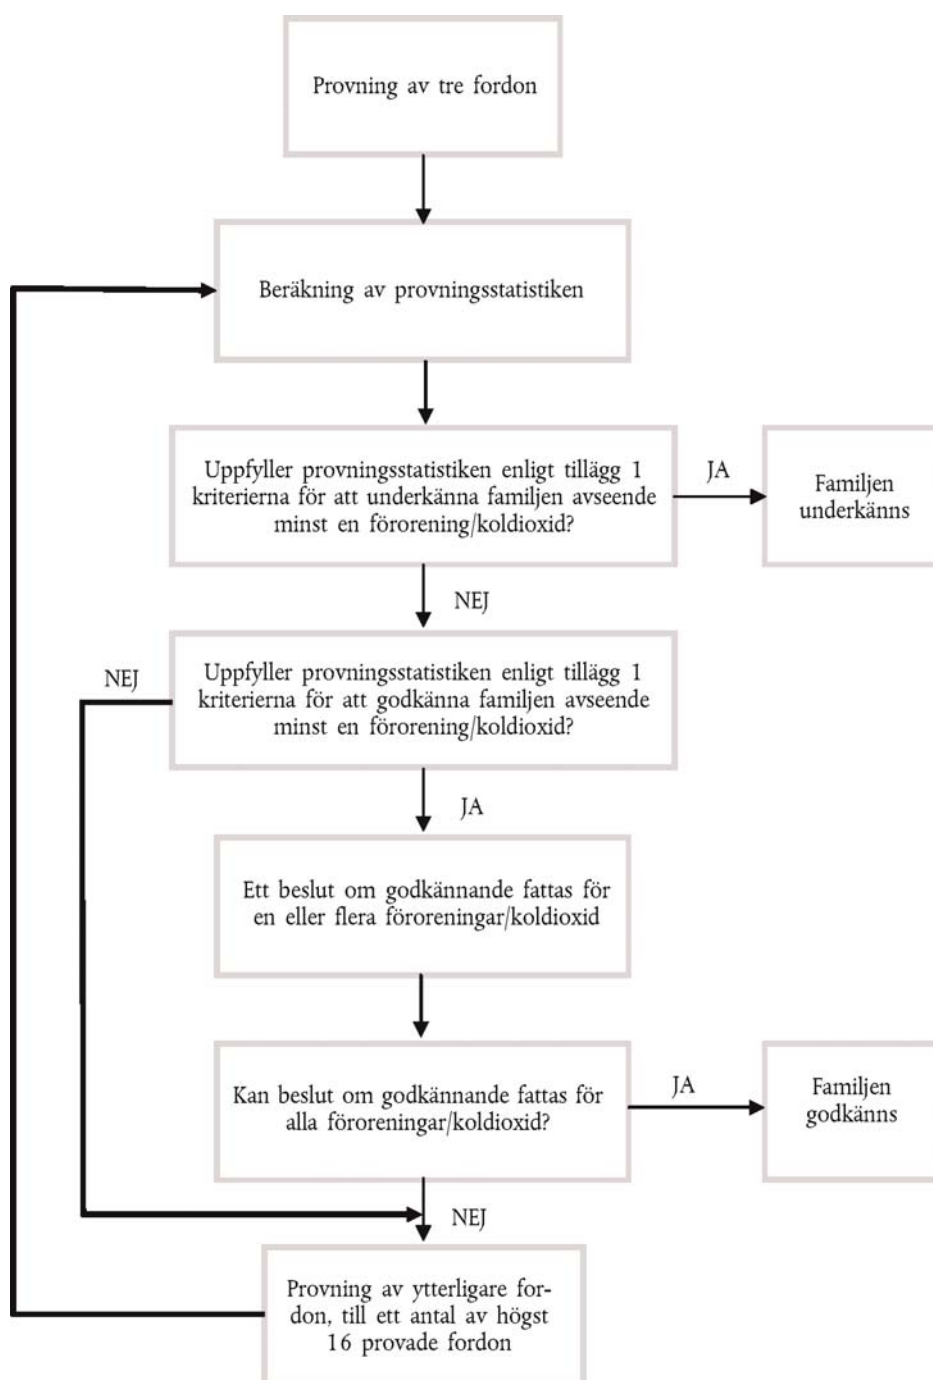 Provning av tre fordon
Beräkning av provningsstatistiken
Uppfyller provningsstatistiken enligt tillägg 1
kriterierna för att underkänna familjen avseende
minst en förorening/koldioxid?
JA
Familjen
underkänns
NEJ
NEJ
Uppfyller provningsstatistiken enligt tillägg 1
kriterierna för att godkänna familjen avseende
minst en förorening/koldioxid?
JA
Ett beslut om godkännande fattas för
en eller flera föroreningar/koldioxid
Kan beslut om godkännande fattas för
alla föroreningar/koldioxid?
JA
Familjen
godkänns
NEJ
Provning av ytterligare for-
don, till ett antal av högst
16 provade fordon